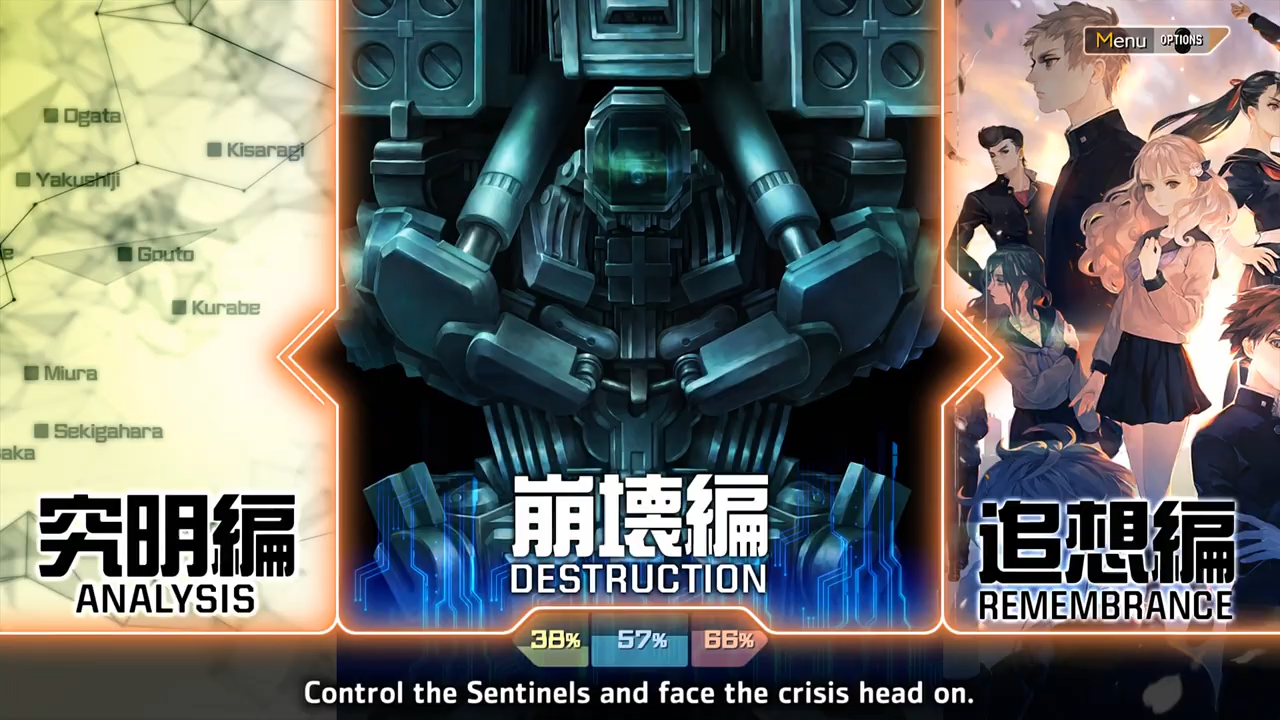 Menu OPTIONS
Ogata
Kisaragi
Yakushiji
Gouto
Kurabe
Miura
Sekigahara
究明編
ANALYSIS
崩壊編
DESTRUCTION
追想編
REMEMBRANCE
38% 57% 66%
Control the Sentinels and face the crisis head on.